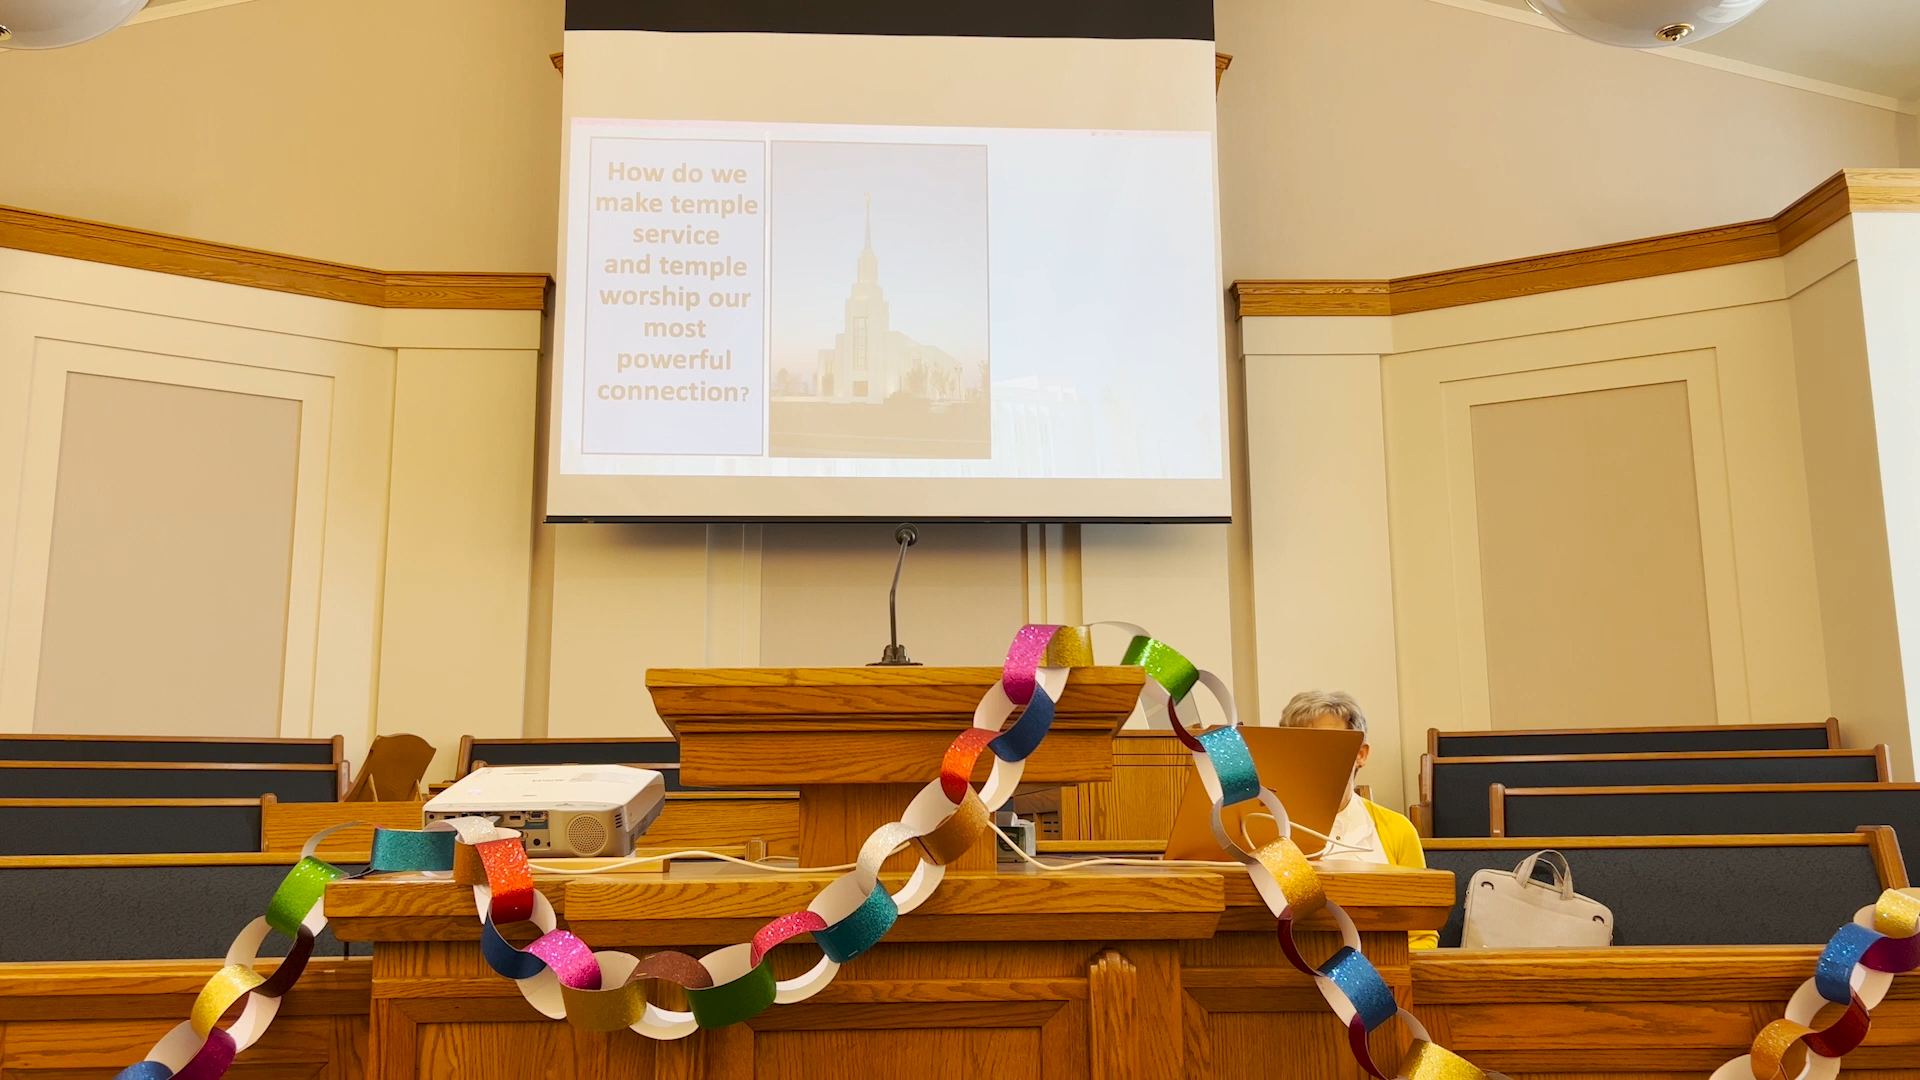 How do we
make temple
service
and temple
worship our
most
powerful
connection?